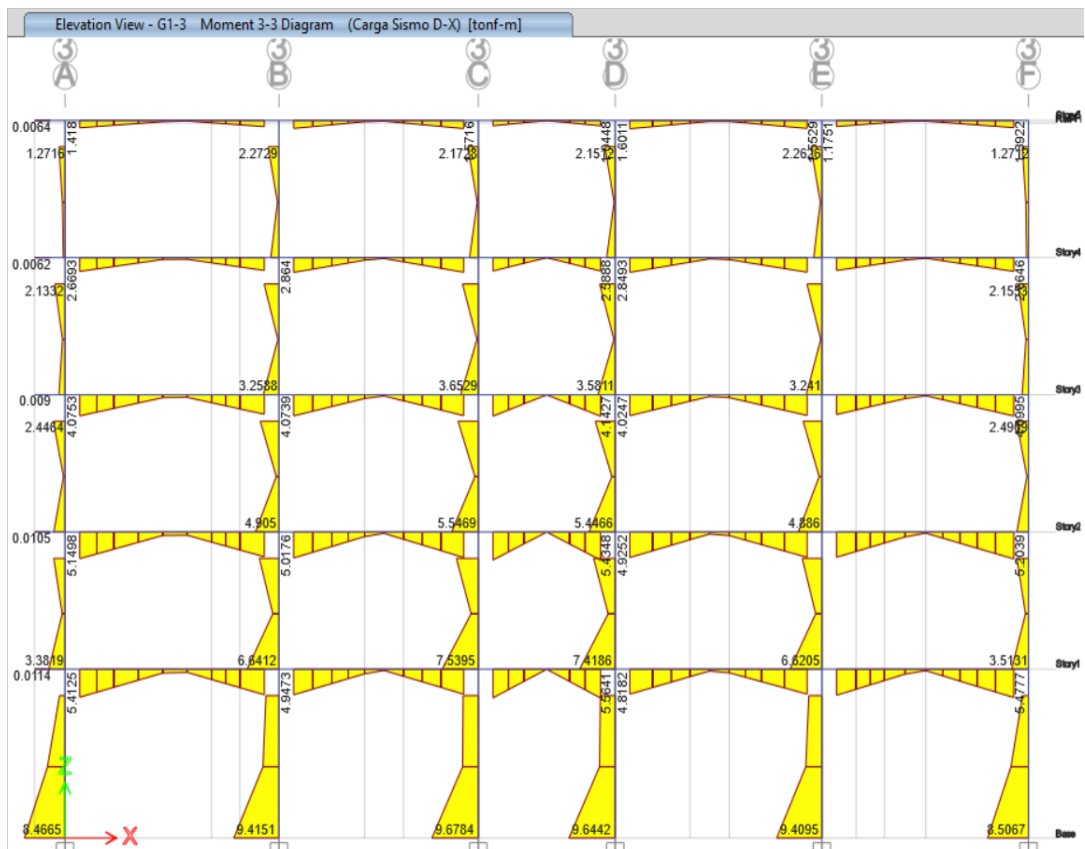 Elevation View - G1-3 Moment 3-3 Diagram (Carga Sismo D-X) [tonf-m]
3 3 3 3 3 3
A B C D E F
0.0064 1.418 1.6011 1.1751
1.2716 2.2729 2.1728 2.1512 2.2626 1.2712
Story4
0.0062 2.6693 2.864 2.5888 2.8493
2.1332 2.1553
3.2588 3.6529 3.5811 3.241
Story3
0.009 4.0753 4.0739 4.1427 4.0247
2.4464 2.4909
4.905 5.5469 5.4466 4.886
Story2
0.0105 5.1498 5.0176 5.4348 4.9252 5.2039
3.3819 6.6412 7.5395 7.4186 6.6205 3.5131
Story1
0.0114 5.4125 4.9473 5.5641 4.8182 5.4777
Z
8.4665 X 9.4151 9.6784 9.6442 9.4095 8.5067
Base